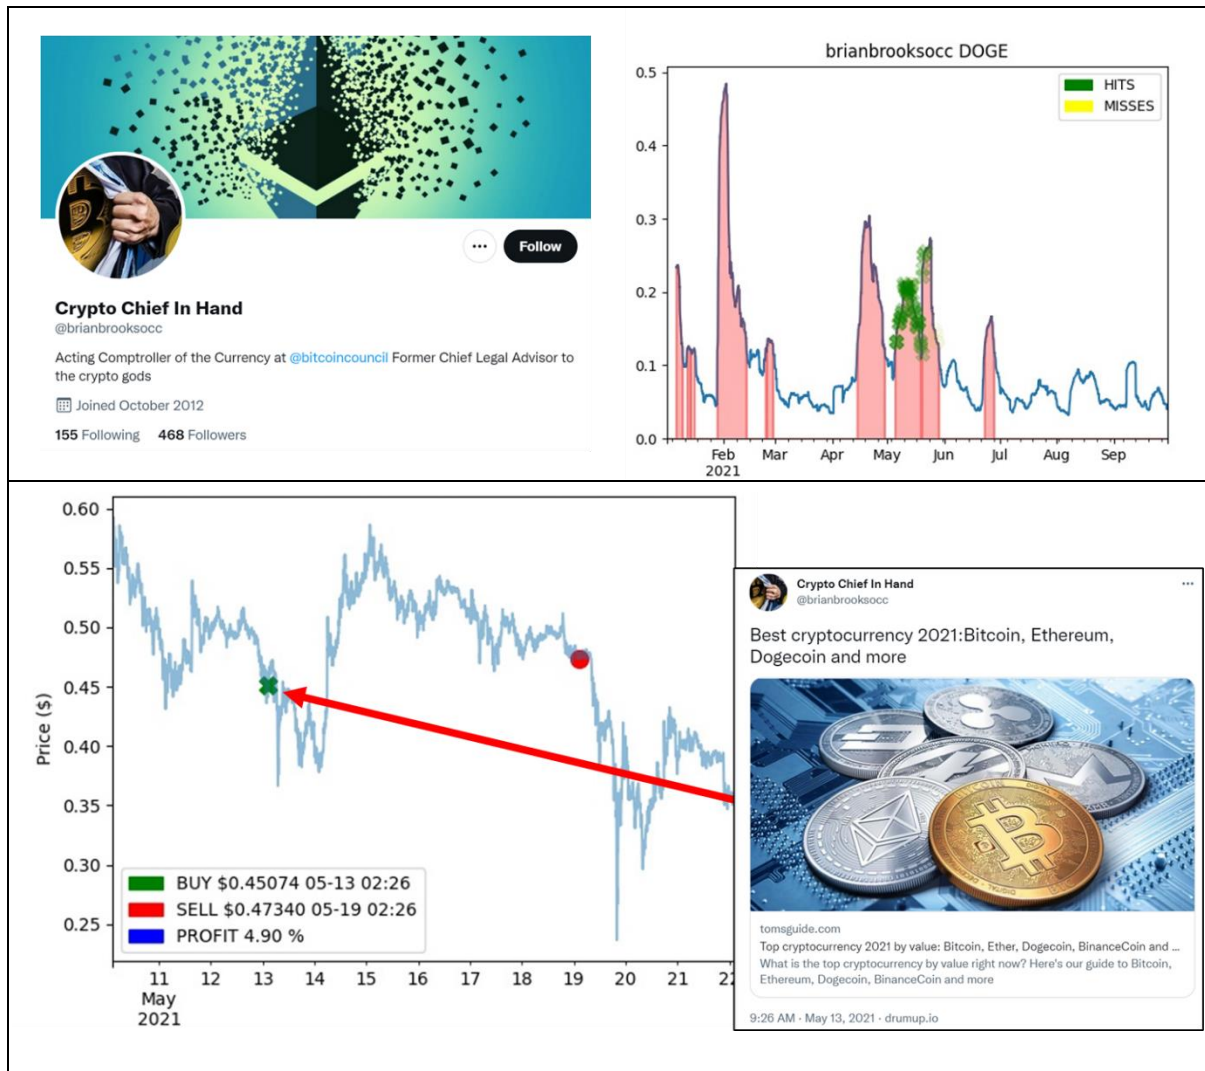 Follow
Crypto Chief In Hand
@brianbrooksocc
Acting Comptroller of the Currency at @bitcoincouncil Former Chief Legal Advisor to
the crypto gods
Joined October 2012
155 Following 468 Followers
brianbrooksocc DOGE
HITS
MISSES
0.5
0.4
0.3
0.2
0.1
0.0
Feb Mar Apr May Jun Jul Aug Sep
2021
0.60
0.55
0.50
0.45
0.40
0.35
0.30
0.25
Price ($)
BUY $0.45074 05-13 02:26
SELL $0.47340 05-19 02:26
PROFIT 4.90 %
11 12 13 14 15 16 17 18 19 20 21 22
May
2021
Crypto Chief In Hand
@brianbrooksocc
Best cryptocurrency 2021:Bitcoin, Ethereum,
Dogecoin and more
BITCOIN
tomsguide.com
Top cryptocurrency 2021 by value: Bitcoin, Ether, Dogecoin, BinanceCoin and ...
What is the top cryptocurrency by value right now? Here's our guide to Bitcoin,
Ethereum, Dogecoin, BinanceCoin and more
9:26 AM · May 13, 2021 · drumup.io